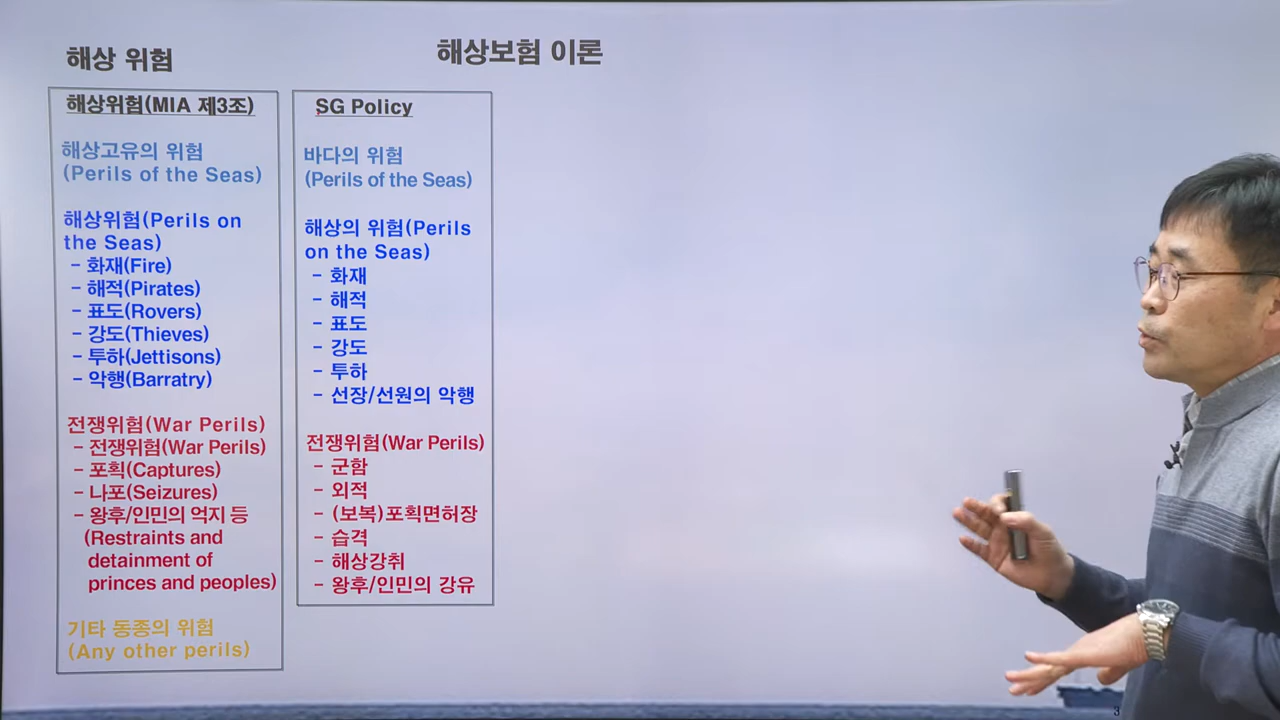 해상 위험
해상보험 이론
해상위험(MIA 제3조)
해상고유의 위험
(Perils of the Seas)
해상위험(Perils on
the Seas)
- 화재(Fire)
- 해적(Pirates)
- 표도(Rovers)
- 강도(Thieves)
- 투하(Jettisons)
- 악행(Barratry)
전쟁위험(War Perils)
- 전쟁위험(War Perils)
- 포획(Captures)
- 나포(Seizures)
- 왕후/인민의 억지 등
(Restraints and
detainment of
princes and peoples)
기타 동종의 위험
(Any other perils)
SG Policy
바다의 위험
(Perils of the Seas)
해상의 위험(Perils
on the Seas)
- 화재
- 해적
- 표도
- 강도
- 투하
- 선장/선원의 악행
전쟁위험(War Perils)
- 군함
- 외적
- (보복)포획면허장
- 습격
- 해상강취
- 왕후/인민의 강유
3